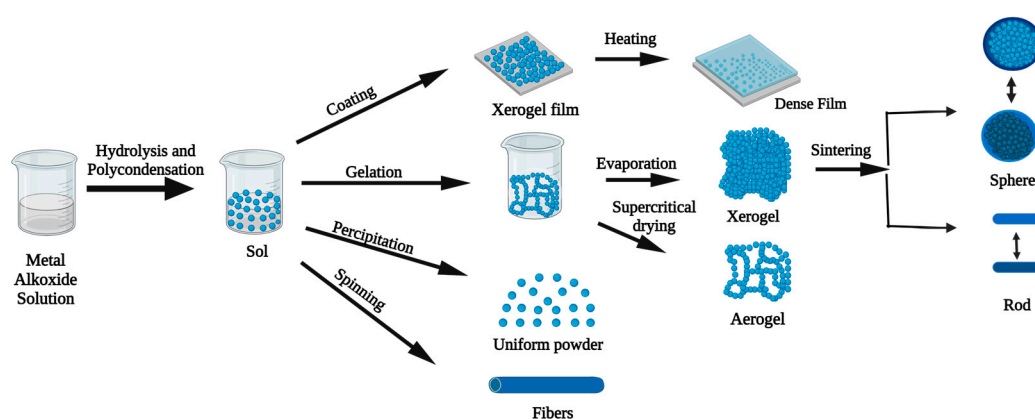 Heating
Coating
Xerogel film
Dense Film
Hydrolysis and
Polycondensation
Gelation
Evaporation
Sintering
Supercritical
drying
Xerogel
Sphere
Metal
Alkoxide
Solution
Sol
Percipitation
Spinning
Uniform powder
Aerogel
Rod
Fibers